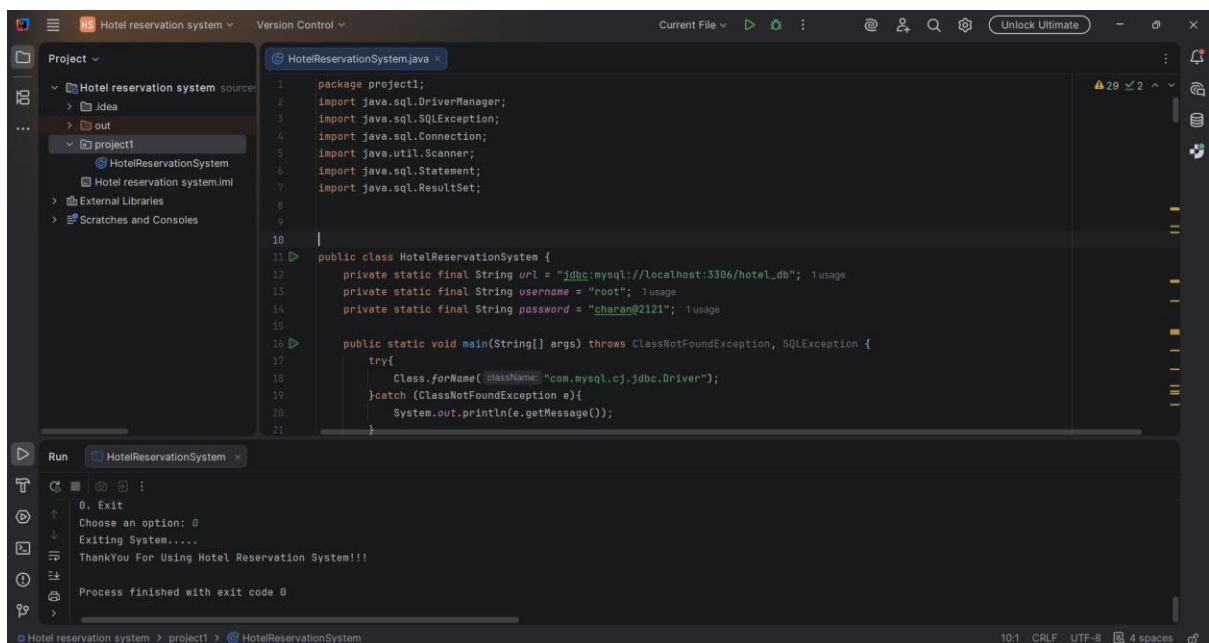 HS Hotel reservation system Version Control Current File Unlock Ultimate
Project
HotelReservationSystem.java
Hotel reservation system sources
.idea
out
project1
HotelReservationSystem
Hotel reservation system.iml
External Libraries
Scratches and Consoles
29 2
1 package project1;
2 import java.sql.DriverManager;
3 import java.sql.SQLException;
4 import java.sql.Connection;
5 import java.util.Scanner;
6 import java.sql.Statement;
7 import java.sql.ResultSet;
8
9
10
11 public class HotelReservationSystem {
12 private static final String url = "jdbc:mysql://localhost:3306/hotel_db"; 1 usage
13 private static final String username = "root"; 1 usage
14 private static final String password = "charan@2121"; 1 usage
15
16 public static void main(String[] args) throws ClassNotFoundException, SQLException {
17 try{
18 Class.forName( className: "com.mysql.cj.jdbc.Driver");
19 }catch (ClassNotFoundException e){
20 System.out.println(e.getMessage());
21 }
Run HotelReservationSystem
0. Exit
Choose an option: 0
Exiting System.....
ThankYou For Using Hotel Reservation System!!!
Process finished with exit code 0
Hotel reservation system > project1 > HotelReservationSystem 10:1 CRLF UTF-8 4 spaces